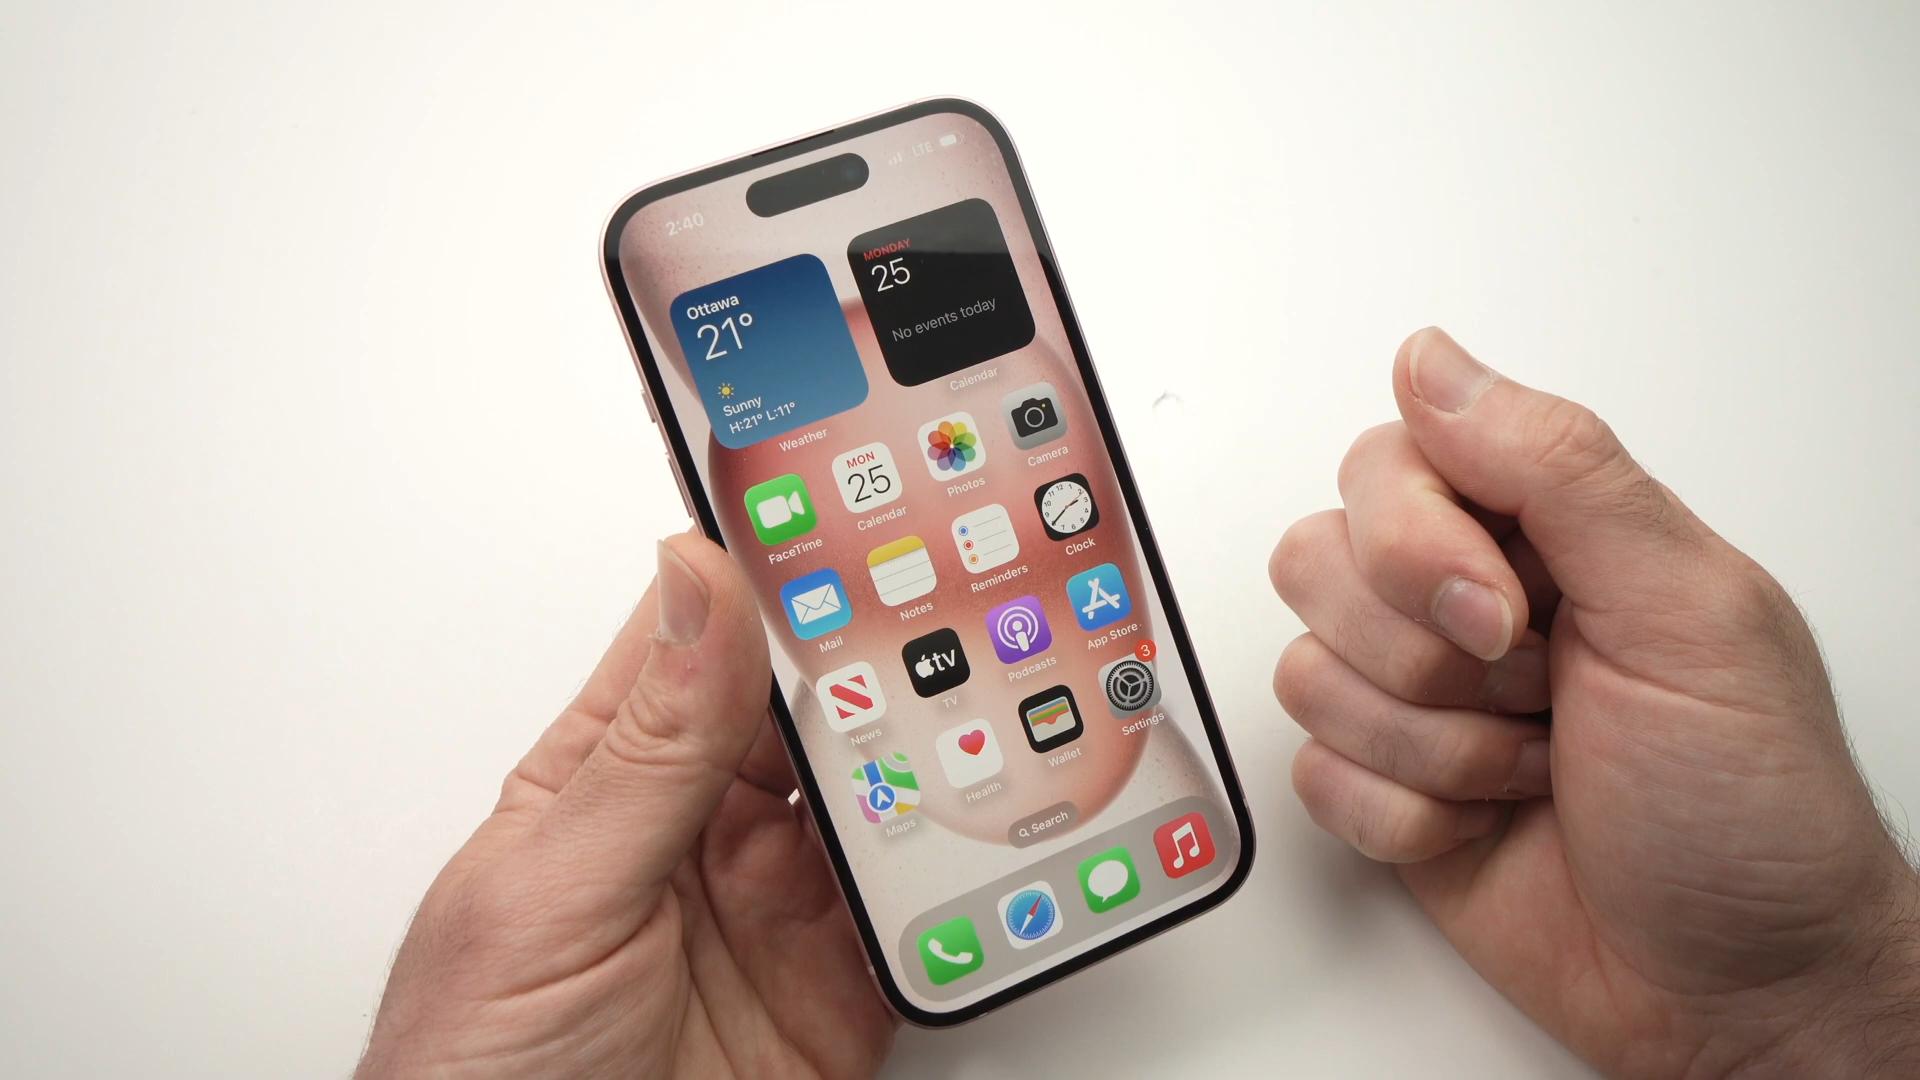 2:40
LTE
Ottawa
21°
Sunny
H:21° L:11°
Weather
MONDAY
25
No events today
Calendar
FaceTime
MON
25
Calendar
Photos
Camera
Mail
Notes
Reminders
Clock
News
tv
TV
Podcasts
App Store
Maps
Health
Wallet
3
Settings
Search